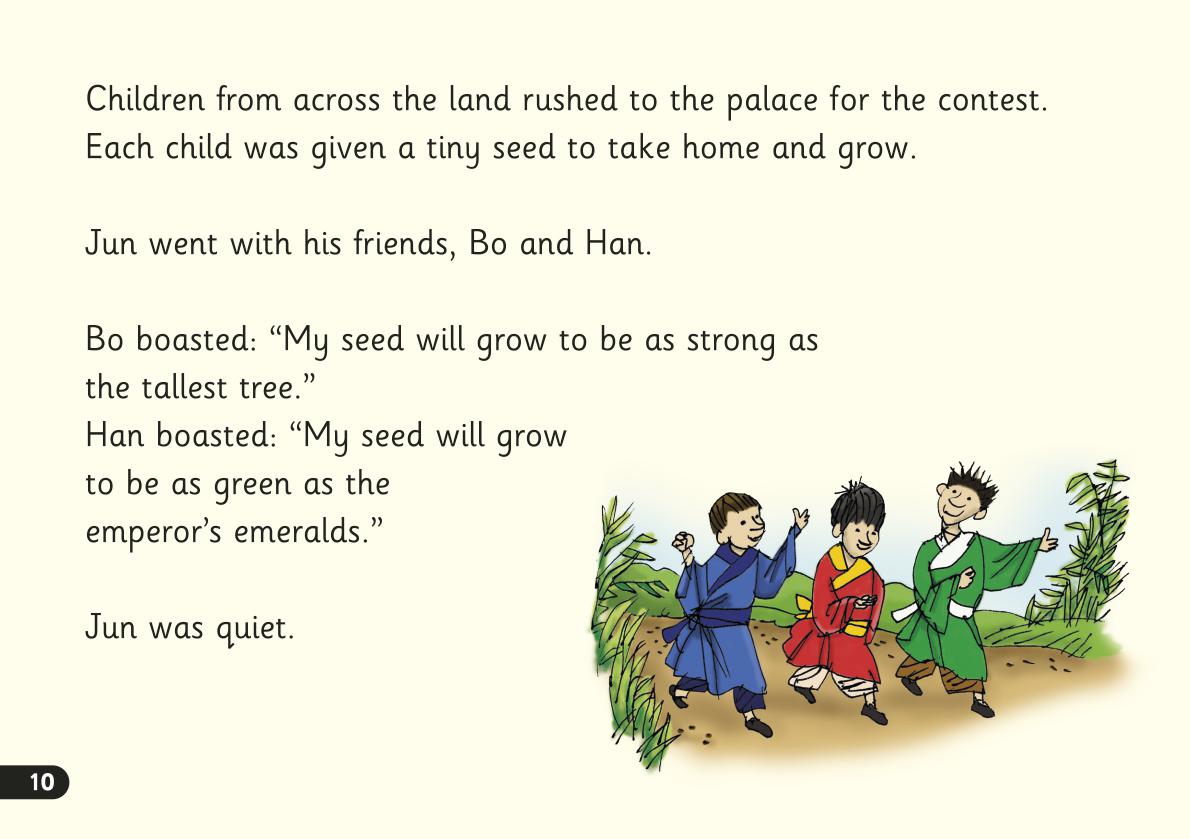 Children from across the land rushed to the palace for the contest.
Each child was given a tiny seed to take home and grow.
Jun went with his friends, Bo and Han.
Bo boasted: “My seed will grow to be as strong as
the tallest tree.”
Han boasted: “My seed will grow
to be as green as the
emperor’s emeralds.”
Jun was quiet.
10